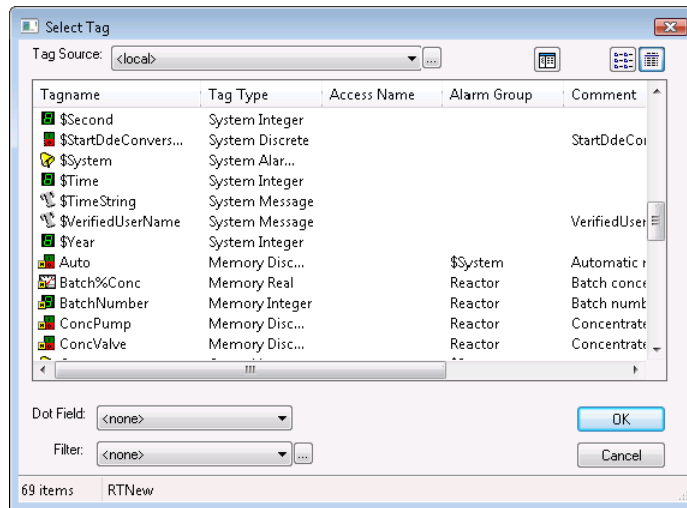 Select Tag
Tag Source: <local> ...
Tagname Tag Type Access Name Alarm Group Comment
$Second System Integer
$StartDdeConvers... System Discrete StartDdeCo
$System System Alar...
$Time System Integer
$TimeString System Message
$VerifiedUserName System Message VerifiedUser
$Year System Integer
Auto Memory Disc... $System Automatic
Batch%Conc Memory Real Reactor Batch conce
BatchNumber Memory Integer Reactor Batch numb
ConcPump Memory Disc... Reactor Concentrate
ConcValve Memory Disc... Reactor Concentrate
Dot Field: <none> OK
Filter: <none> ... Cancel
69 items RTNew